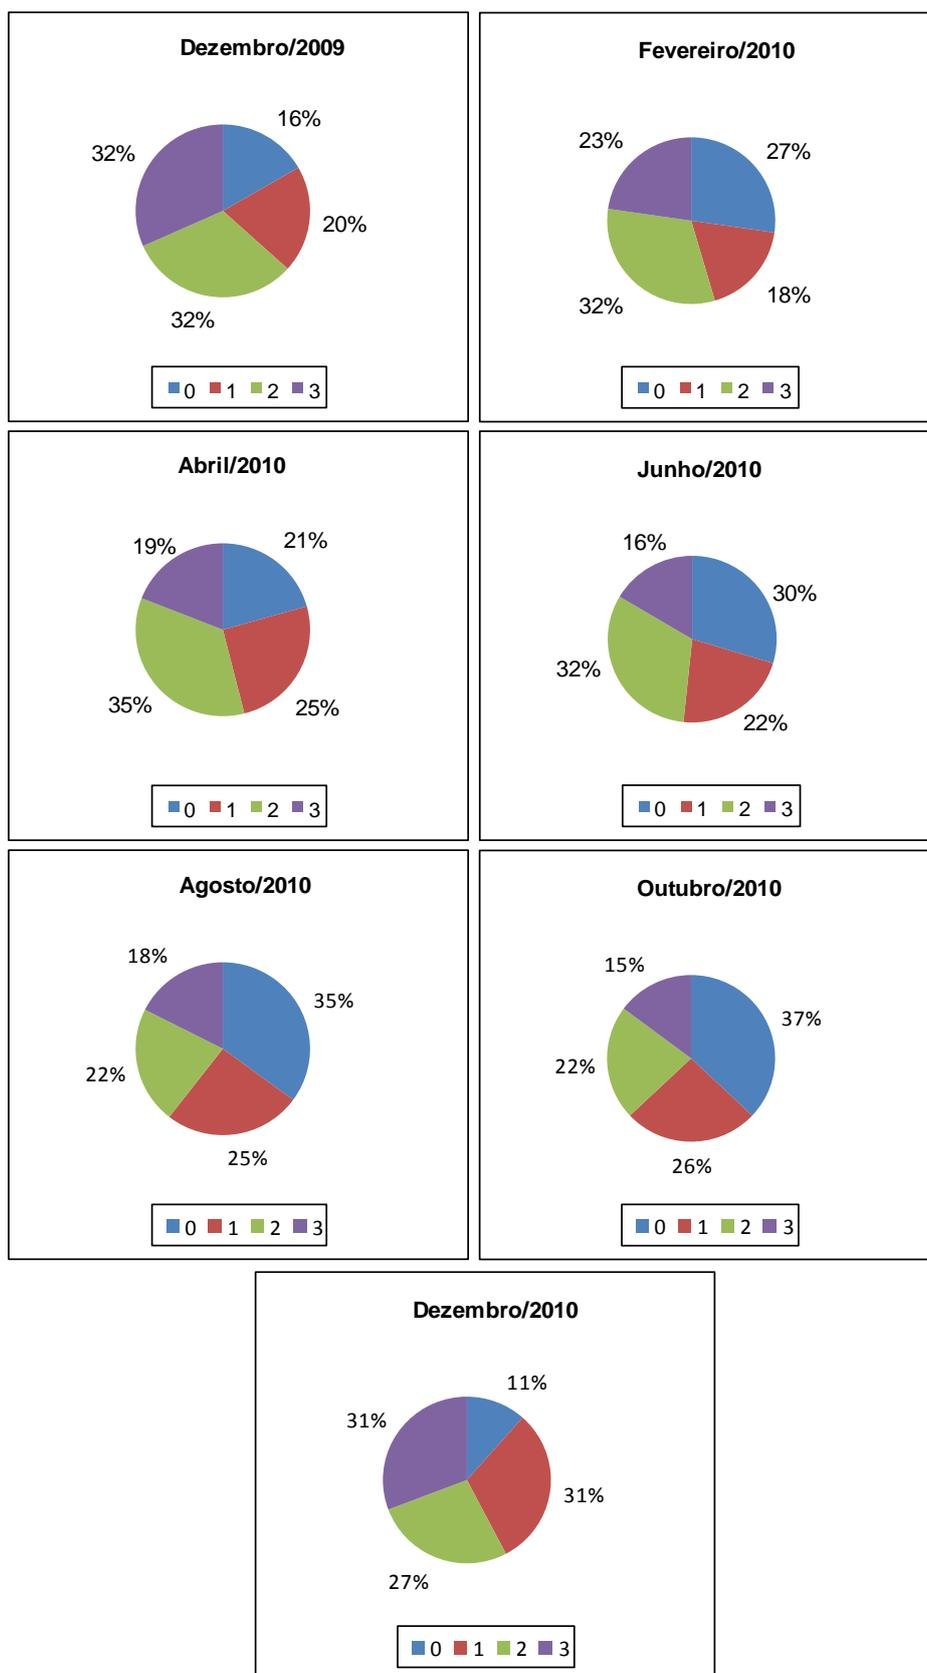 Dezembro/2009
16%
32%
20%
32%
0 1 2 3
Fevereiro/2010
23%
27%
32%
18%
0 1 2 3
Abril/2010
19%
21%
35%
25%
0 1 2 3
Junho/2010
16%
30%
32%
22%
0 1 2 3
Agosto/2010
18%
35%
22%
25%
0 1 2 3
Outubro/2010
15%
37%
22%
26%
0 1 2 3
Dezembro/2010
11%
31%
31%
27%
0 1 2 3